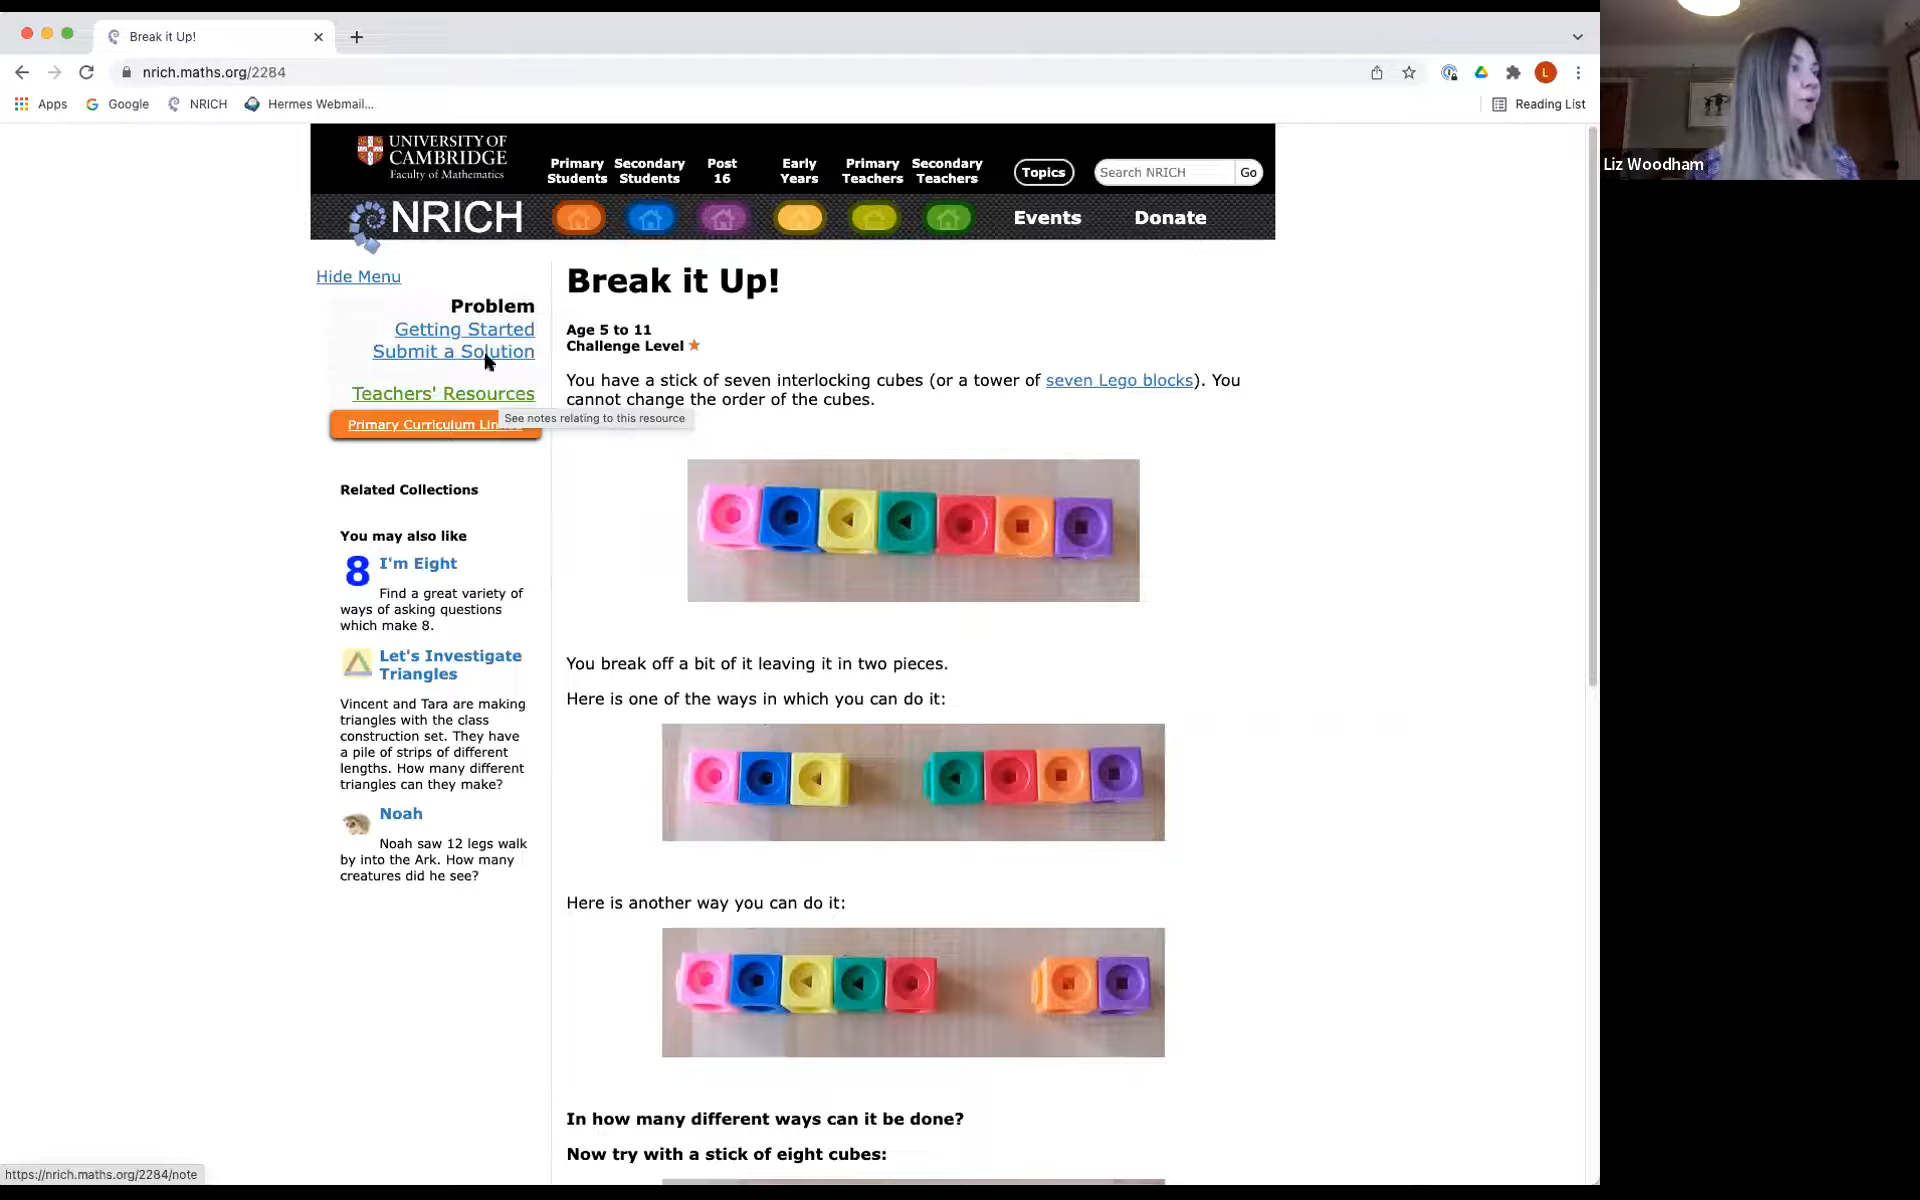 Break it Up!
nrich.maths.org/2284
L
Apps
Google
NRICH
Hermes Webmail...
Reading List
Liz Woodham
UNIVERSITY OF
CAMBRIDGE
Faculty of Mathematics
Primary
Students
Secondary
Students
Post
16
Early
Years
Primary
Teachers
Secondary
Teachers
Topics
Search NRICH
Go
NRICH
Events
Donate
Hide Menu
Problem
Getting Started
Submit a Solution
Teachers' Resources
Primary Curriculum
See notes relating to this resource
Related Collections
You may also like
8
I'm Eight
Find a great variety of
ways of asking questions
which make 8.
Let's Investigate
Triangles
Vincent and Tara are making
triangles with the class
construction set. They have
a pile of strips of different
lengths. How many different
triangles can they make?
Noah
Noah saw 12 legs walk
by into the Ark. How many
creatures did he see?
Break it Up!
Age 5 to 11
Challenge Level
You have a stick of seven interlocking cubes (or a tower of seven Lego blocks). You
cannot change the order of the cubes.
You break off a bit of it leaving it in two pieces.
Here is one of the ways in which you can do it:
Here is another way you can do it:
In how many different ways can it be done?
Now try with a stick of eight cubes:
https://nrich.maths.org/2284/note